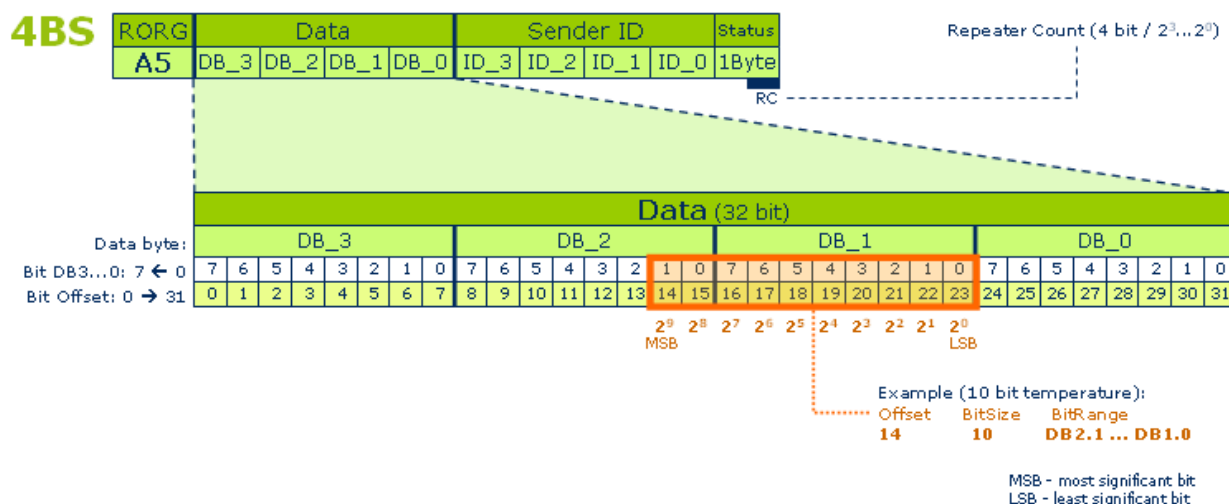 4BS
RORG Data Sender ID Status
A5 DB_3 DB_2 DB_1 DB_0 ID_3 ID_2 ID_1 ID_0 1Byte
Repeater Count (4 bit / 2³...2⁰)
RC
Data (32 bit)
Data byte: DB_3 DB_2 DB_1 DB_0
Bit DB3...0: 7 ← 0 7 6 5 4 3 2 1 0 7 6 5 4 3 2 1 0 7 6 5 4 3 2 1 0 7 6 5 4 3 2 1 0
Bit Offset: 0 → 31 0 1 2 3 4 5 6 7 8 9 10 11 12 13 14 15 16 17 18 19 20 21 22 23 24 25 26 27 28 29 30 31
2⁹ 2⁸ 2⁷ 2⁶ 2⁵ 2⁴ 2³ 2² 2¹ 2⁰
MSB LSB
Example (10 bit temperature):
Offset BitSize BitRange
14 10 DB2.1 ... DB1.0
MSB - most significant bit
LSB - least significant bit